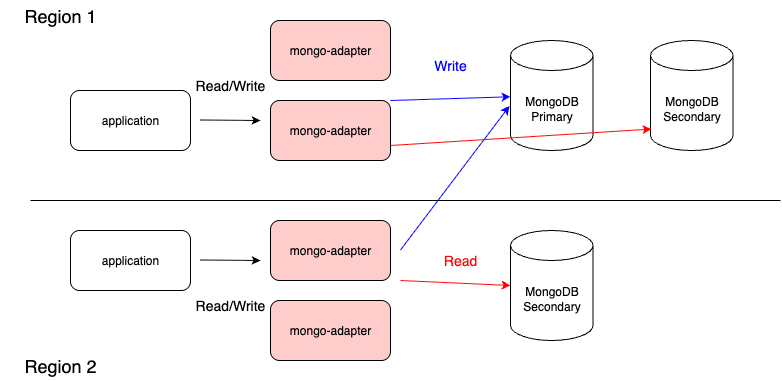 Region 1
mongo-adapter
Write
Read/Write
application
mongo-adapter
MongoDB
Primary
MongoDB
Secondary
application
mongo-adapter
Read
Read/Write
mongo-adapter
MongoDB
Secondary
Region 2